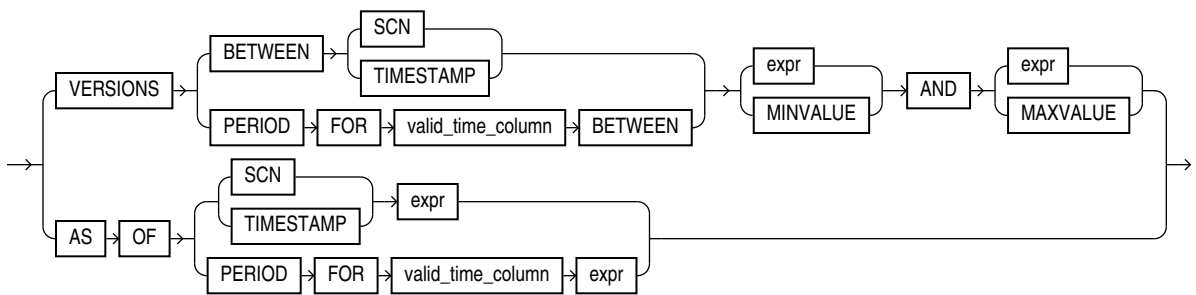 SCN
BETWEEN
TIMESTAMP
VERSIONS
expr
MINVALUE
AND
expr
MAXVALUE
PERIOD FOR valid_time_column BETWEEN
SCN
TIMESTAMP
expr
AS OF
PERIOD FOR valid_time_column expr